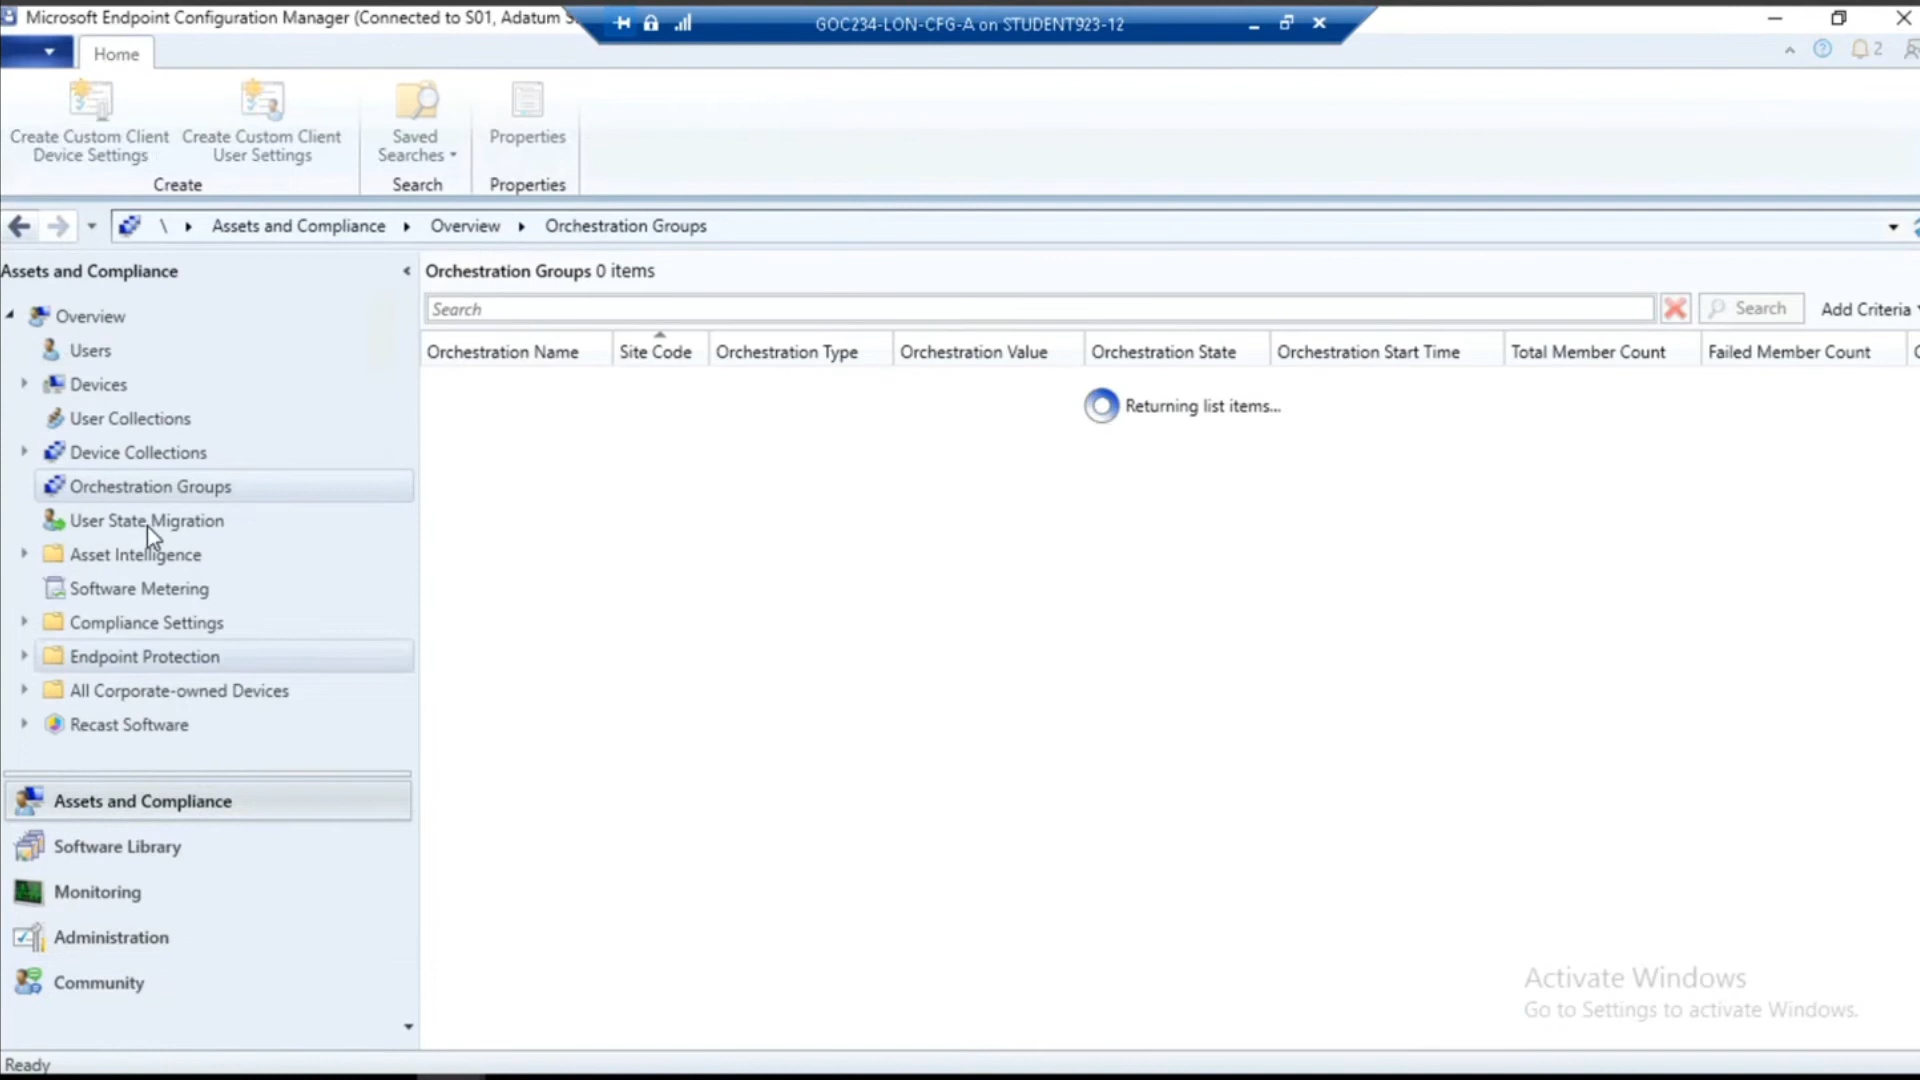 Microsoft Endpoint Configuration Manager (Connected to S01, Adatum S
GOC234-LON-CFG-A on STUDENT923-12
Home
2
Create Custom Client
Device Settings
Create Custom Client
User Settings
Saved
Searches
Properties
Create
Search
Properties
\ Assets and Compliance Overview Orchestration Groups
Assets and Compliance
Orchestration Groups 0 items
Search
Search
Add Criteria
Overview
Users
Devices
User Collections
Device Collections
Orchestration Groups
User State Migration
Asset Intelligence
Software Metering
Compliance Settings
Endpoint Protection
All Corporate-owned Devices
Recast Software
Orchestration Name
Site Code
Orchestration Type
Orchestration Value
Orchestration State
Orchestration Start Time
Total Member Count
Failed Member Count
Returning list items...
Assets and Compliance
Software Library
Monitoring
Administration
Community
Activate Windows
Go to Settings to activate Windows.
Ready